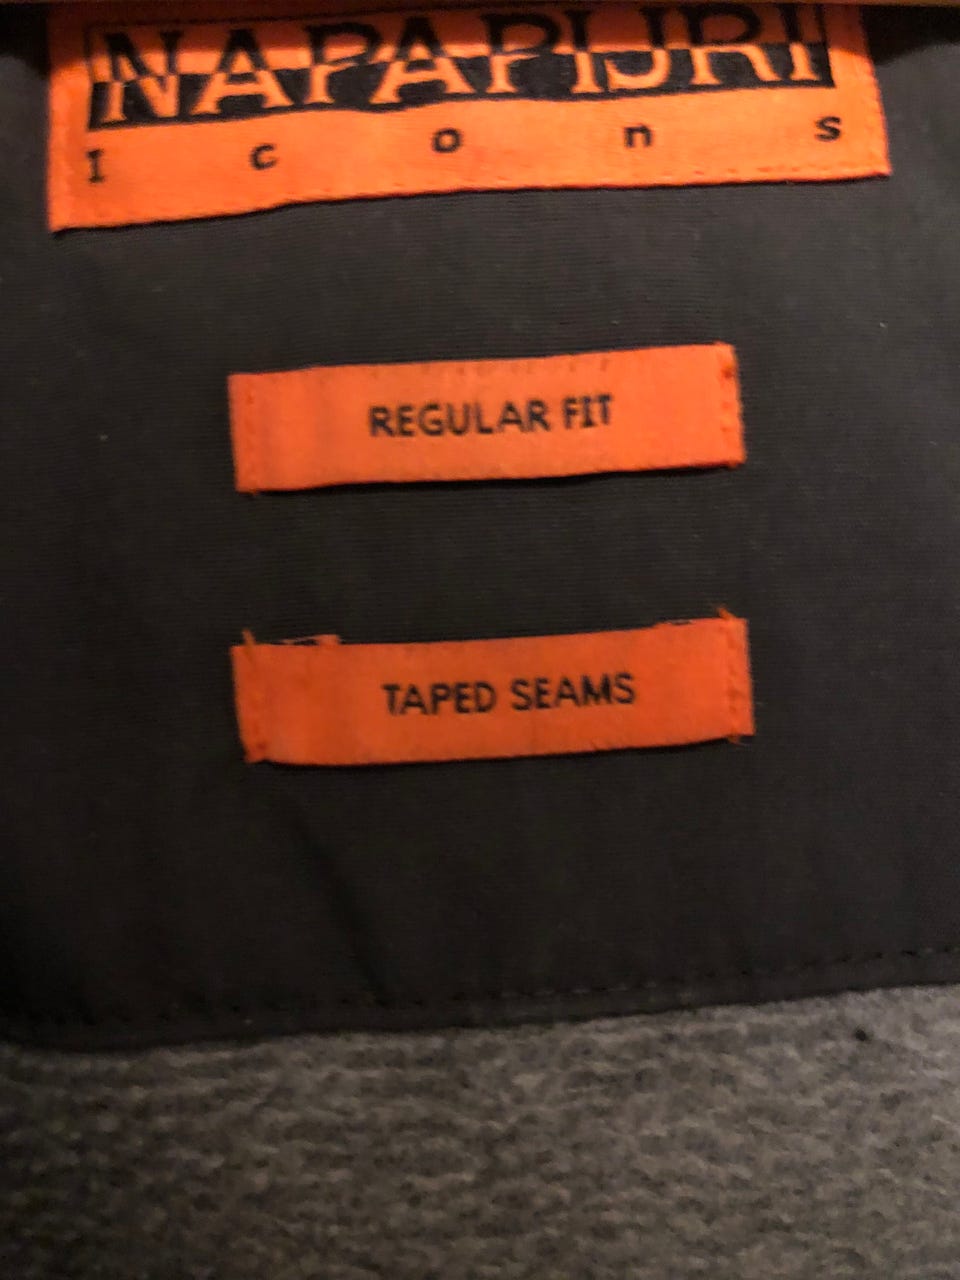 NAPAPIJRI
Icons
REGULAR FIT
TAPED SEAMS